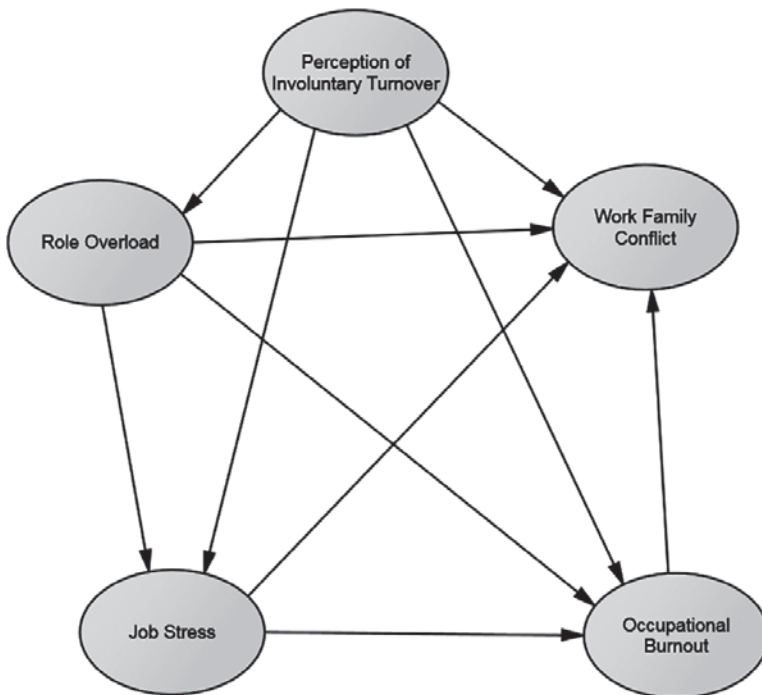 Perception of
Involuntary Turnover
Role Overload
Work Family
Conflict
Job Stress
Occupational
Burnout